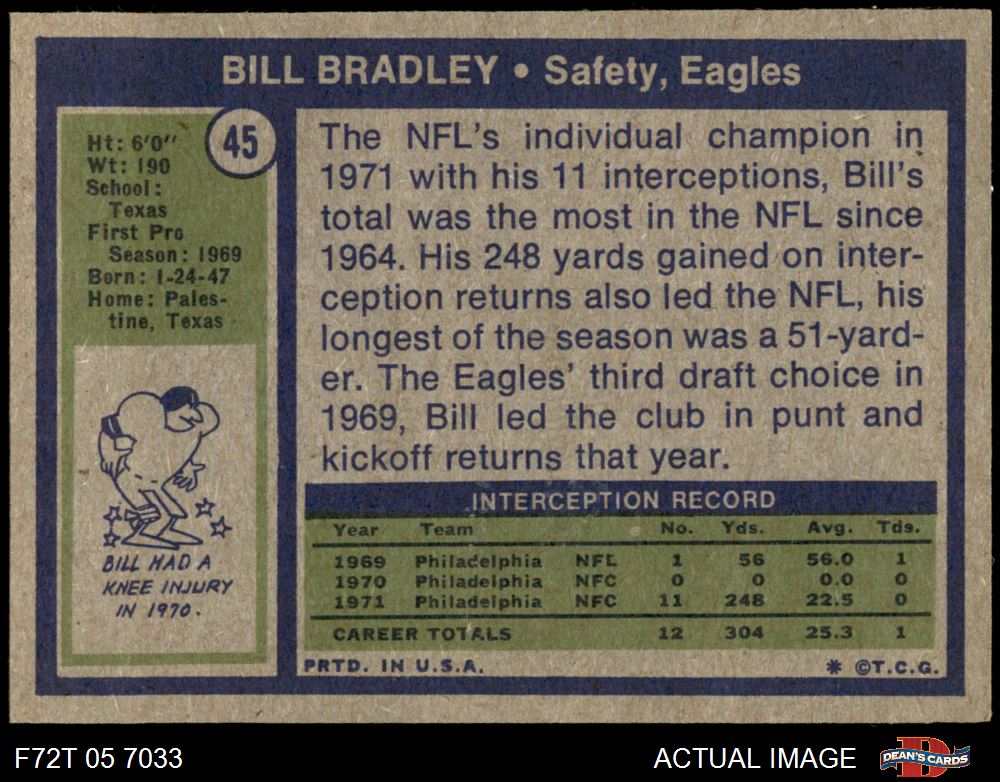 BILL BRADLEY • Safety, Eagles
45
Ht: 6'0"
Wt: 190
School:
Texas
First Pro
Season: 1969
Born: 1-24-47
Home: Pales-
tine, Texas
BILL HAD A
KNEE INJURY
IN 1970.
The NFL's individual champion in
1971 with his 11 interceptions, Bill's
total was the most in the NFL since
1964. His 248 yards gained on inter-
ception returns also led the NFL, his
longest of the season was a 51-yard-
er. The Eagles' third draft choice in
1969, Bill led the club in punt and
kickoff returns that year.
INTERCEPTION RECORD
Year Team No. Yds. Avg. Tds.
1969 Philadelphia NFL 1 56 56.0 1
1970 Philadelphia NFC 0 0 0.0 0
1971 Philadelphia NFC 11 248 22.5 0
CAREER TOTALS 12 304 25.3 1
PRTD. IN U.S.A. * ©T.C.G.
F72T 05 7033 ACTUAL IMAGE
D
DEAN'S CARDS